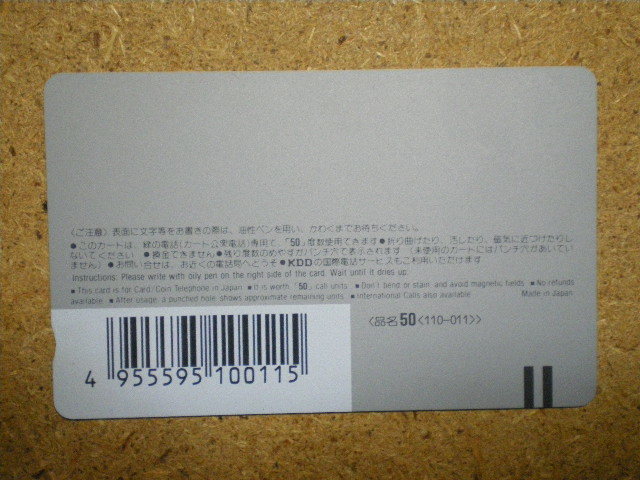 〈ご注意〉表面に文字等をお書きの際は、油性ペンを用い、かわくまでお待ちください。
●このカードは、緑の電話(カード公衆電話)専用で、「50」度数使用できます●折り曲げたり、汚したり、磁気に近づけたりし
ないでください ●換金できません●残り度数のめやすがパンチ穴で表示されます (未使用のカードにはパンチ穴があいてい
ません) ●お問い合せは、お近くの電話局へどうぞ ●KDDの国際電話サービスもご利用いただけます
Instructions: Please write with oily pen on the right side of the card. Wait until it dries up.
■ This card is for Card/Coin Telephone in Japan ■ It is worth「50」call units ■ Don't bend or stain and avoid magnetic fields ■ No refunds
available ■ After usage, a punched hole shows approximate remaining units ■ International Calls also available Made in Japan
〈品名50〈110-011〉〉
4 955595 100115